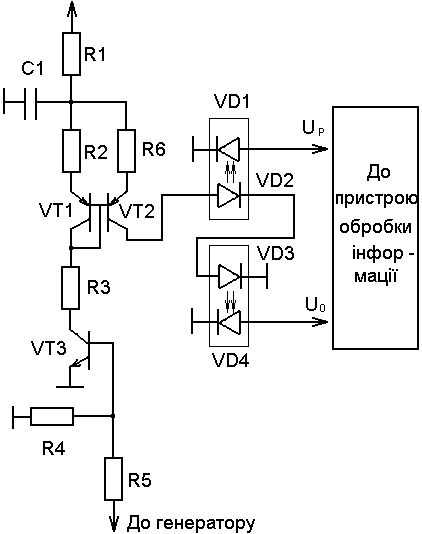 R1
C1
R2
R6
VT1
VT2
R3
VT3
R4
R5
До генератору
VD1
VD2
VD3
VD4
Uр
U0
До
пристрою
обробки
інфор -
мації